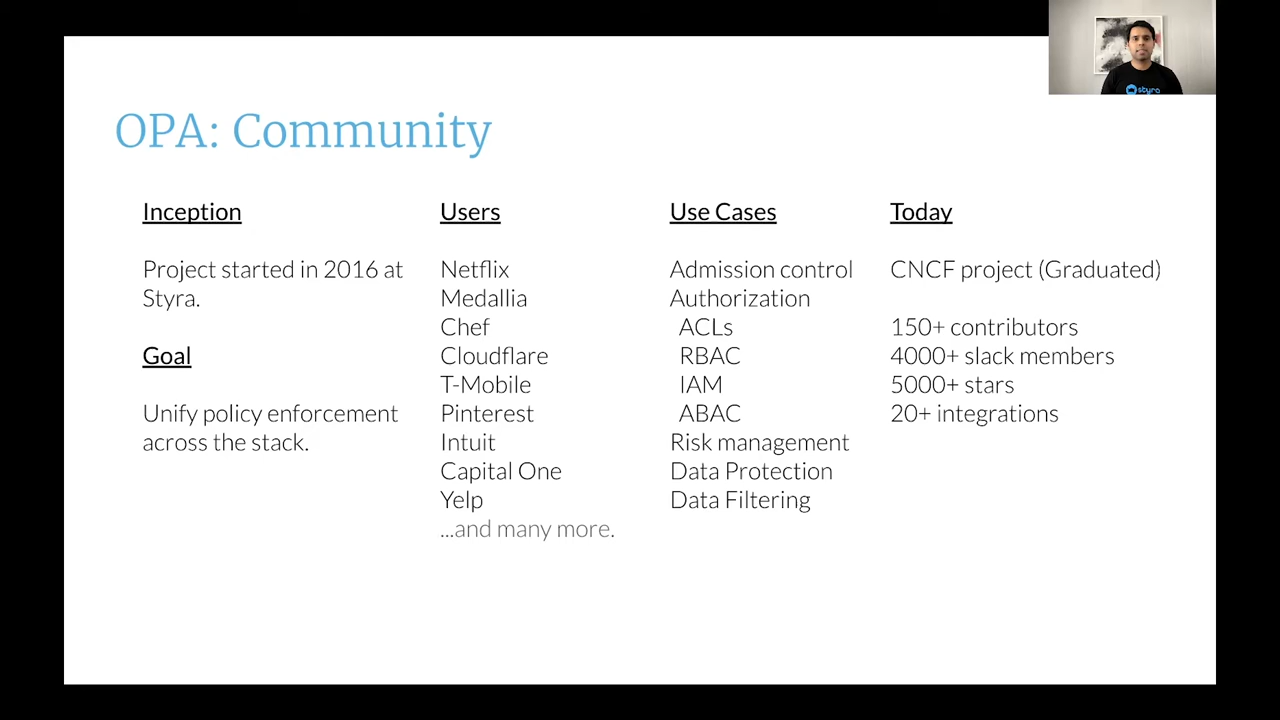 OPA: Community
Inception
Project started in 2016 at
Styra.
Goal
Unify policy enforcement
across the stack.
Users
Netflix
Medallia
Chef
Cloudflare
T-Mobile
Pinterest
Intuit
Capital One
Yelp
...and many more.
Use Cases
Admission control
Authorization
ACLs
RBAC
IAM
ABAC
Risk management
Data Protection
Data Filtering
Today
CNCF project (Graduated)
150+ contributors
4000+ slack members
5000+ stars
20+ integrations
styra